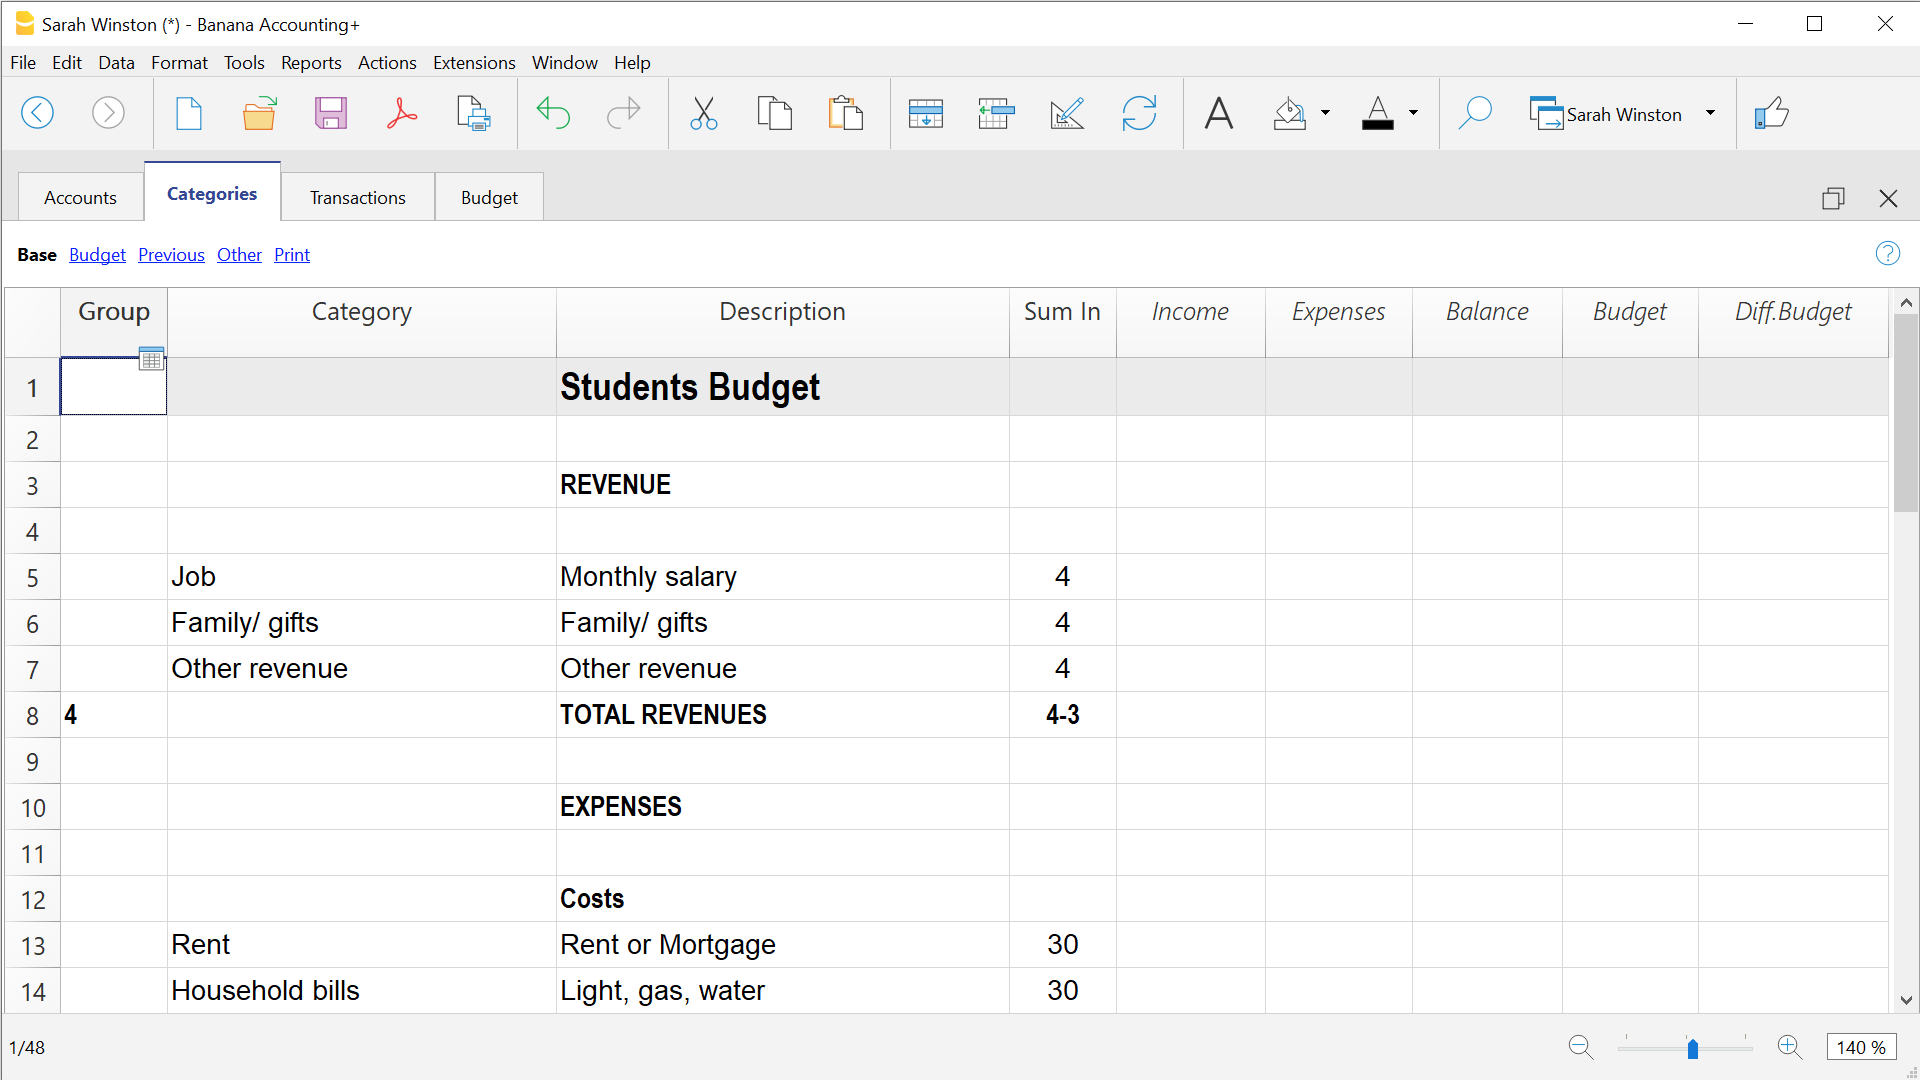 Sarah Winston (*) - Banana Accounting+
File Edit Data Format Tools Reports Actions Extensions Window Help
Sarah Winston
Accounts Categories Transactions Budget
Base Budget Previous Other Print
Group Category Description Sum In Income Expenses Balance Budget Diff.Budget
1 Students Budget
2
3 REVENUE
4
5 Job Monthly salary 4
6 Family/ gifts Family/ gifts 4
7 Other revenue Other revenue 4
8 4 TOTAL REVENUES 4-3
9
10 EXPENSES
11
12 Costs
13 Rent Rent or Mortgage 30
14 Household bills Light, gas, water 30
1/48 140 %